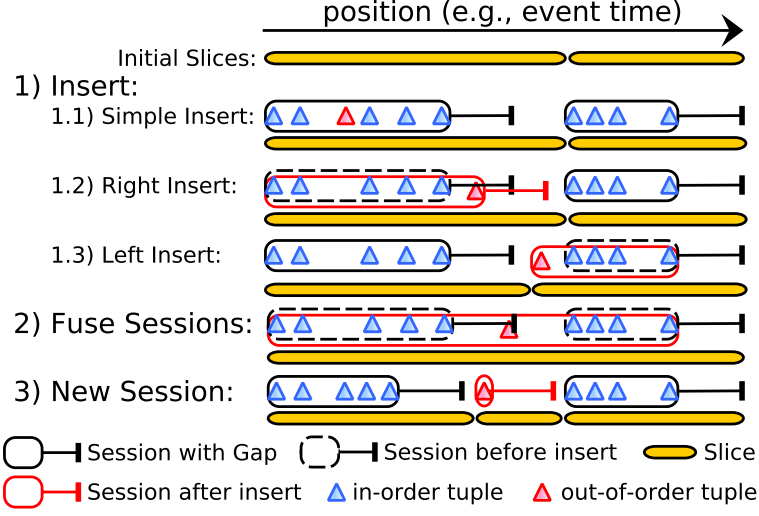 position (e.g., event time)
Initial Slices:
1) Insert:
1.1) Simple Insert:
1.2) Right Insert:
1.3) Left Insert:
2) Fuse Sessions:
3) New Session:
Session with Gap Session before insert Slice
Session after insert in-order tuple out-of-order tuple